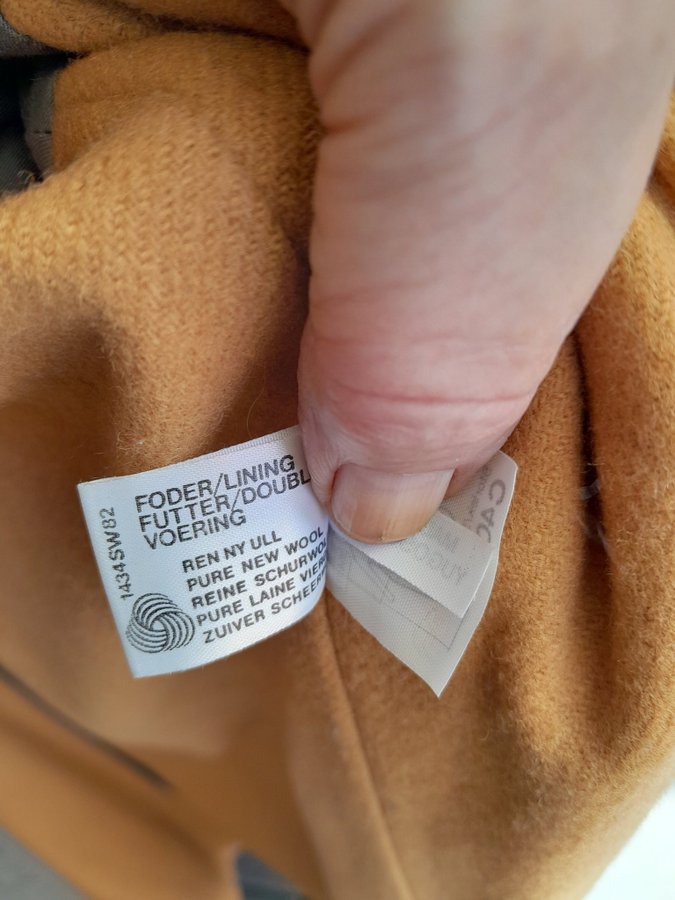 FODER/LINING
FUTTER/DOUBL
VOERING
REN NY ULL
PURE NEW WOOL
REINE SCHURWO
PURE LAINE VIER
ZUIVER SCHEER
1434SW82
C40